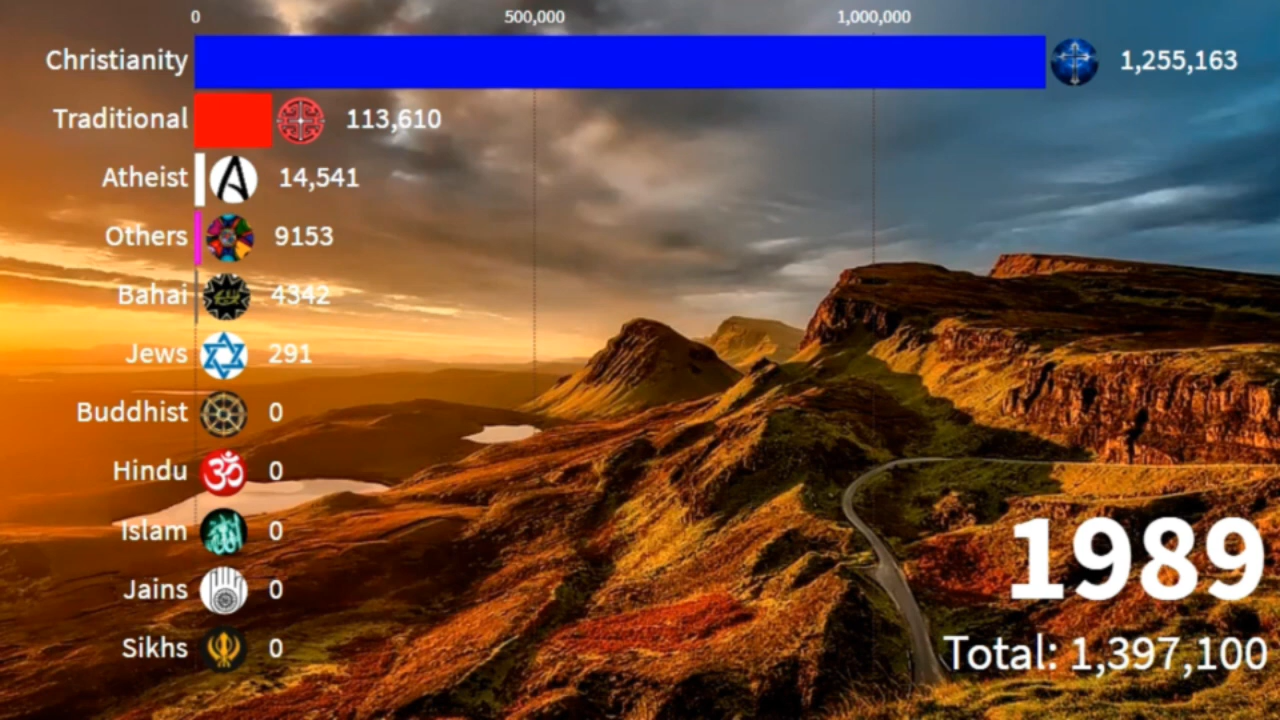 0 500,000 1,000,000
Christianity 1,255,163
Traditional 113,610
Atheist 14,541
Others 9153
Bahai 4342
Jews 291
Buddhist 0
Hindu 0
Islam 0
Jains 0
Sikhs 0
1989
Total: 1,397,100